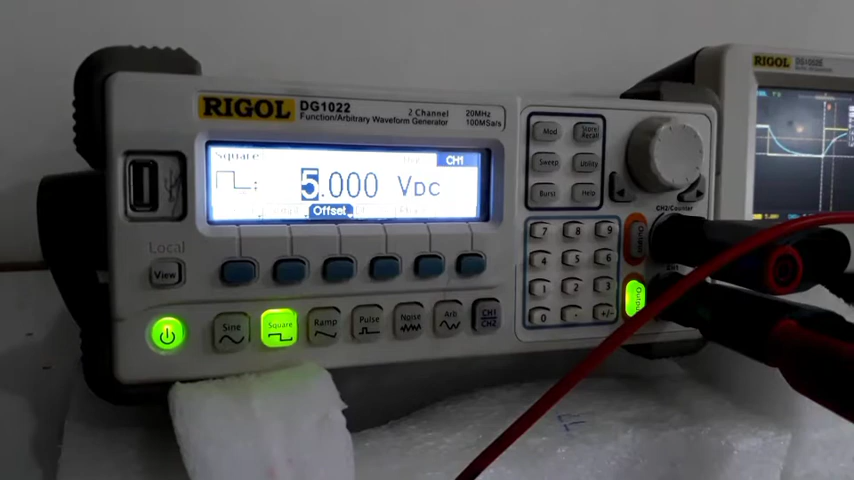 RIGOL DG1022
Function/Arbitrary Waveform Generator
2 Channel
20MHz
100MSa/s
RIGOL
Square
CH1
5.000 VDC
Offset
Local
View
Sine
Square
Ramp
Pulse
Noise
Arb
CH1
CH2
Mod
Store/
Recall
Sweep
Utility
Burst
Help
7 8 9
4 5 6
1 2 3
0 . +/-
CH2/Counter
Output
CH1
Output